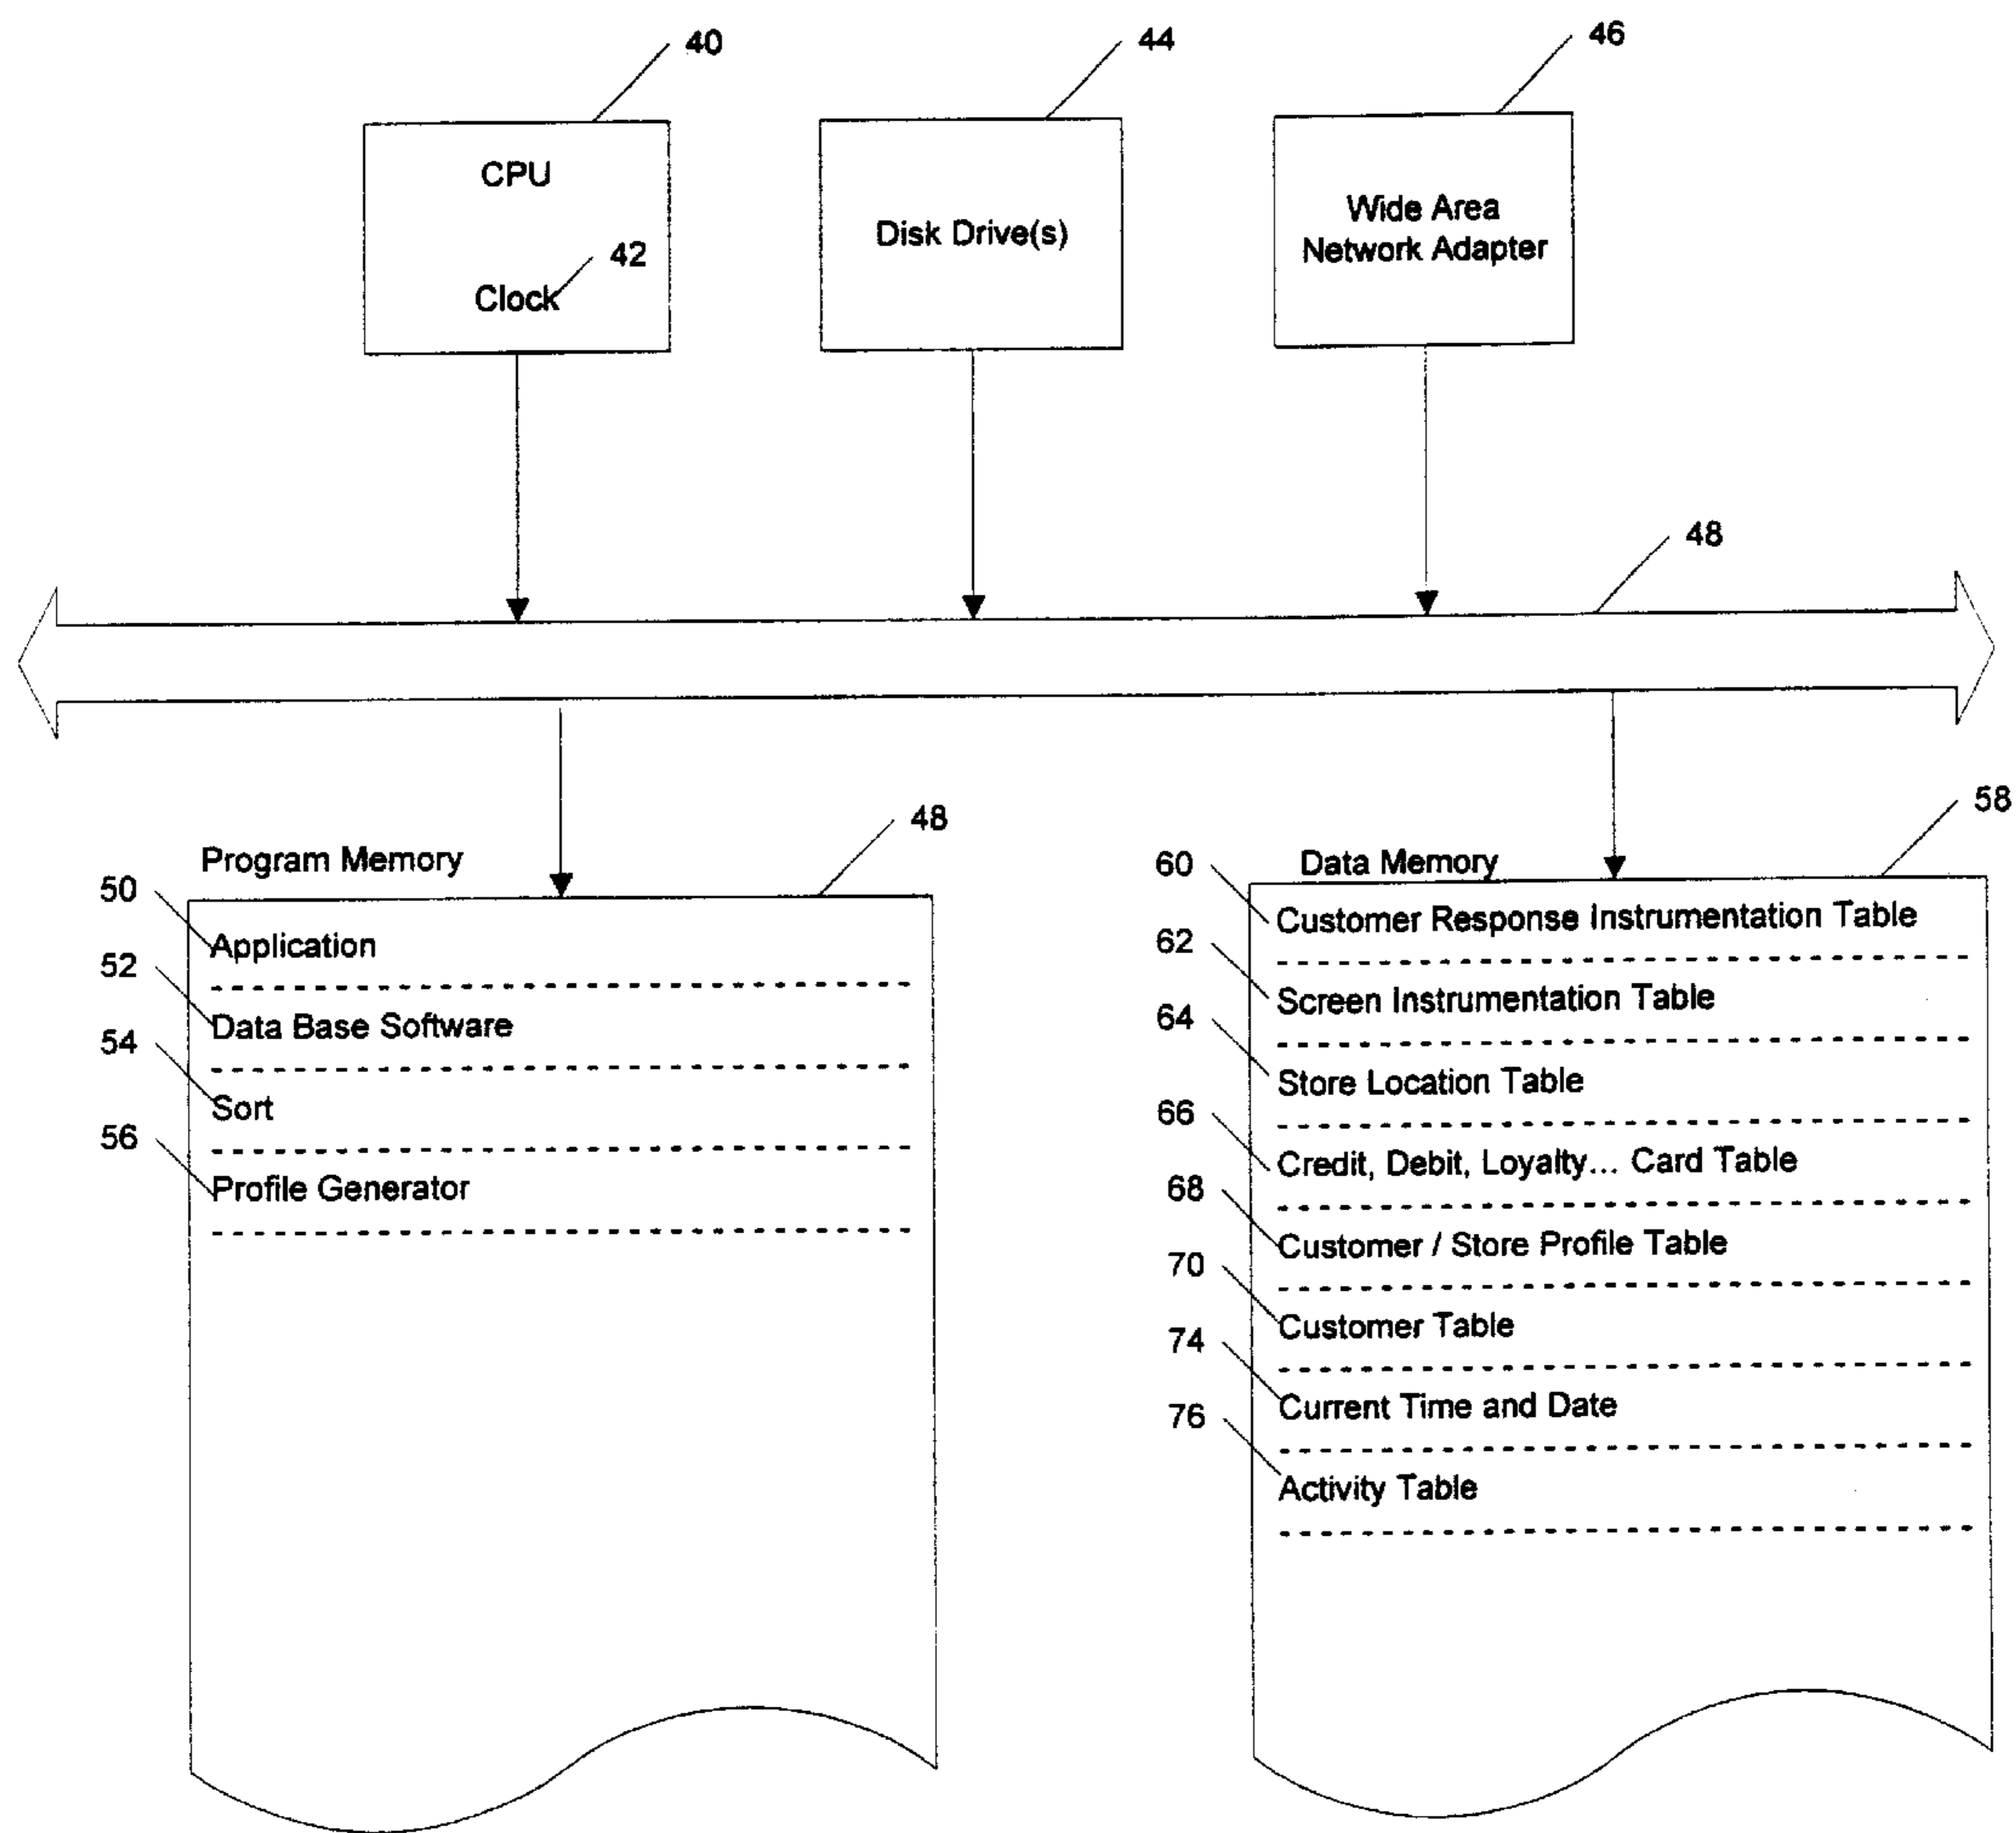 40
44
46
CPU
Disk Drive(s)
Wide Area
Network Adapter
42
Clock
48
48
58
Program Memory
50
Application
52
Data Base Software
54
Sort
56
Profile Generator
Data Memory
60
Customer Response Instrumentation Table
62
Screen Instrumentation Table
64
Store Location Table
66
Credit, Debit, Loyalty... Card Table
68
Customer / Store Profile Table
70
Customer Table
74
Current Time and Date
76
Activity Table